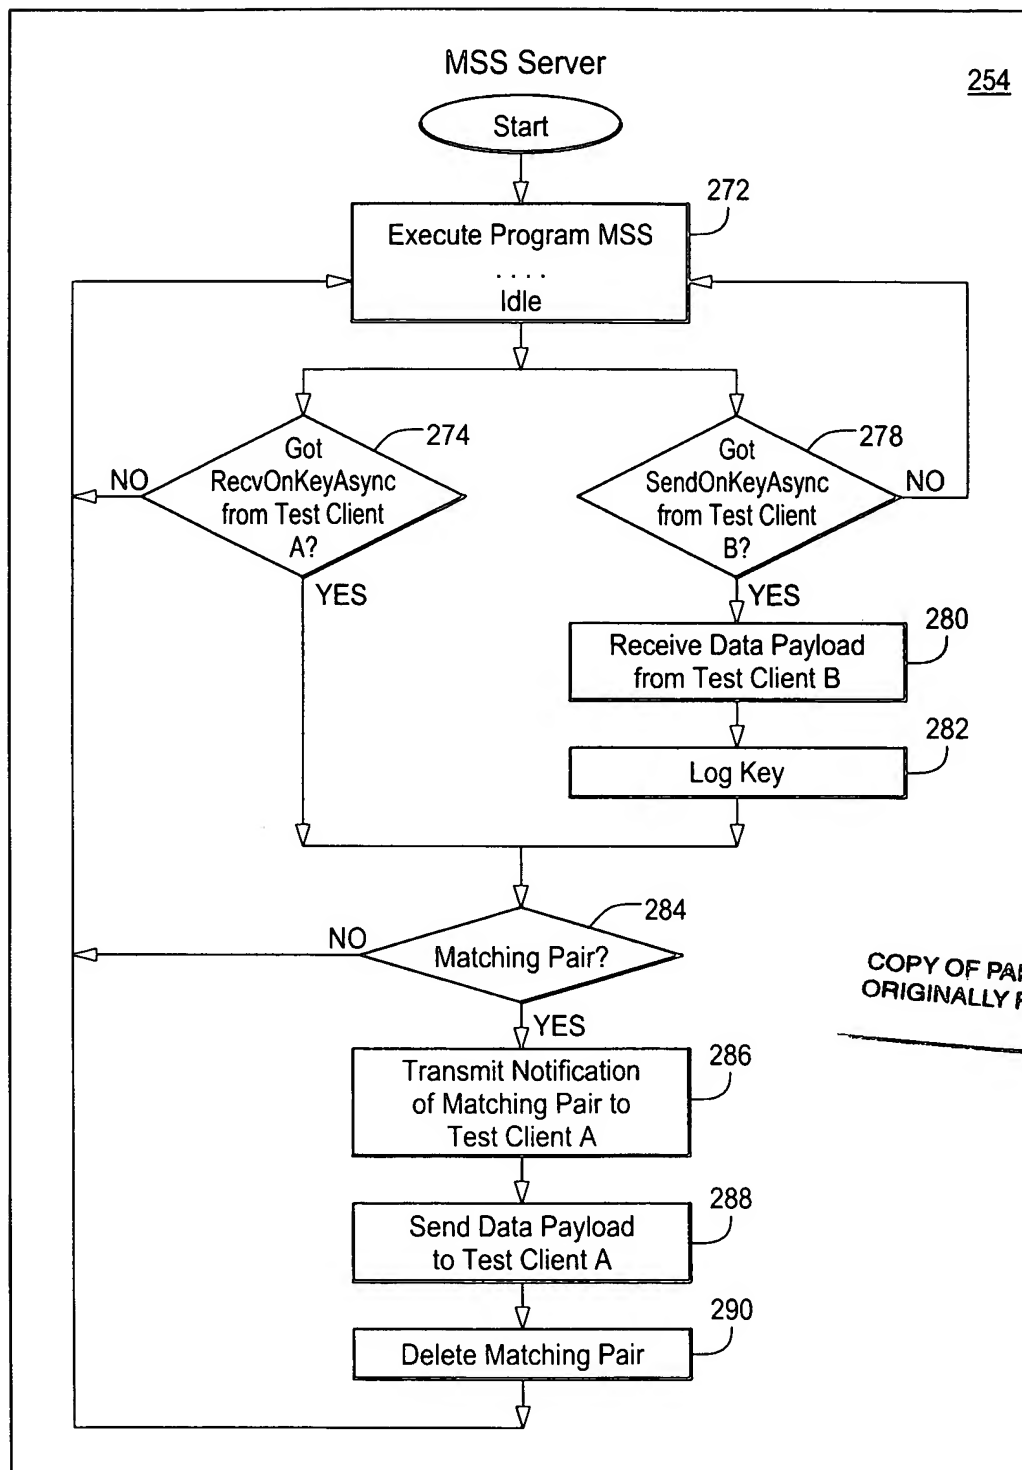 MSS Server
254
Start
272
Execute Program MSS
. . . .
Idle
274
Got
RecvOnKeyAsync
from Test Client
A?
NO
YES
278
Got
SendOnKeyAsync
from Test Client
B?
NO
YES
280
Receive Data Payload
from Test Client B
282
Log Key
284
Matching Pair?
NO
YES
COPY OF
ORIGINALLY
286
Transmit Notification
of Matching Pair to
Test Client A
288
Send Data Payload
to Test Client A
290
Delete Matching Pair